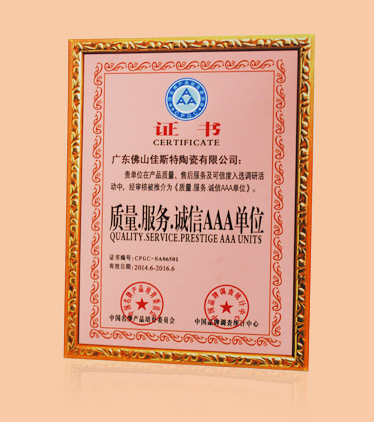 证书
CERTIFICATE
广东佛山佳斯特陶瓷有限公司：
贵单位在产品质量、售后服务及可信度入选调研活
动中，经审核被推介为《质量.服务.诚信AAA单位》。
质量.服务.诚信AAA单位
QUALITY.SERVICE.PRESTIGE AAA UNITS
证书编号：CPGC-SA06501
有效日期：2014.6-2016.6
中国名牌产品培育委员会
中国品牌调查统计中心